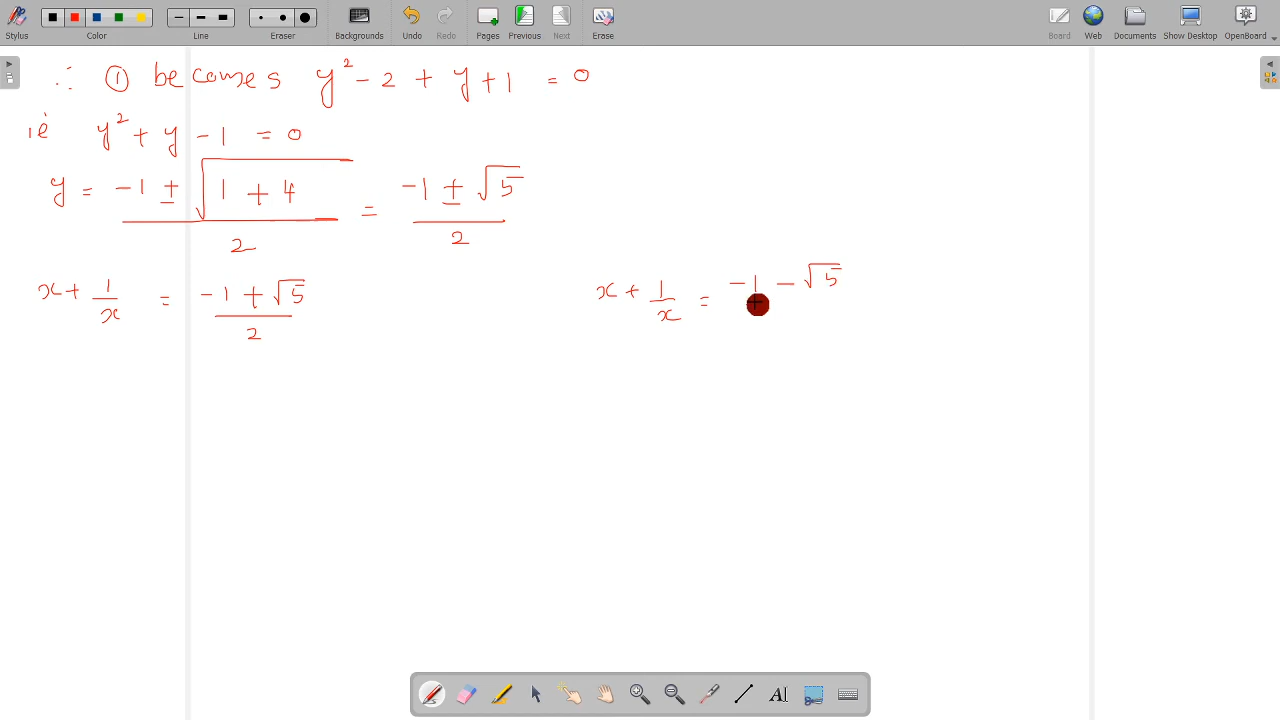 Stylus Color Line Eraser Backgrounds Undo Redo Pages Previous Next Erase Board Web Documents Show Desktop OpenBoard
∴ ① becomes y² - 2 + y + 1 = 0
ie y² + y - 1 = 0
y = (-1 ± √(1 + 4))/2 = (-1 ± √5)/2
x + 1/x = (-1 + √5)/2
x + 1/x = -1 - √5
AI